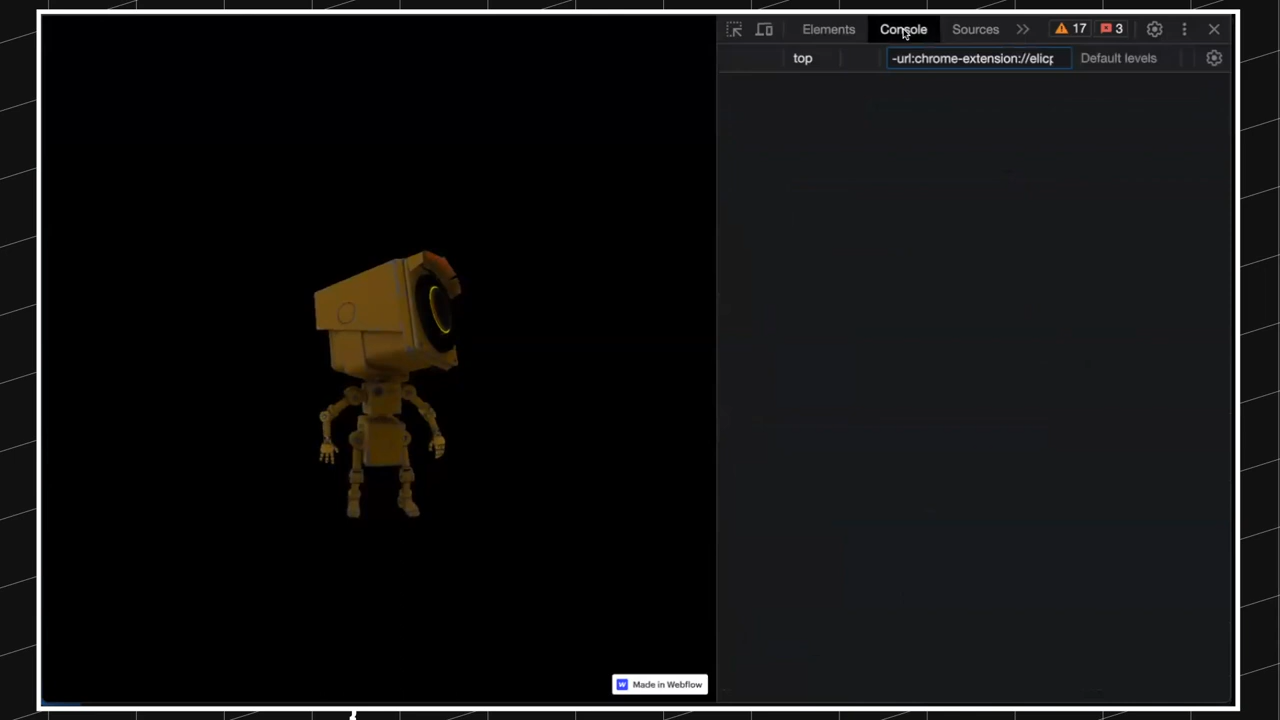 Elements Console Sources 17 3
top -url:chrome-extension://elicp Default levels
Made in Webflow